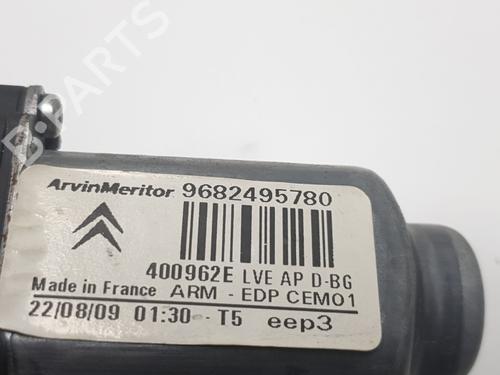 B-PARTS
ArvinMeritor 9682495780
400962E LVE AP D-BG
Made in France ARM - EDP CEM01
22/08/09 01:30 - T5 eep3